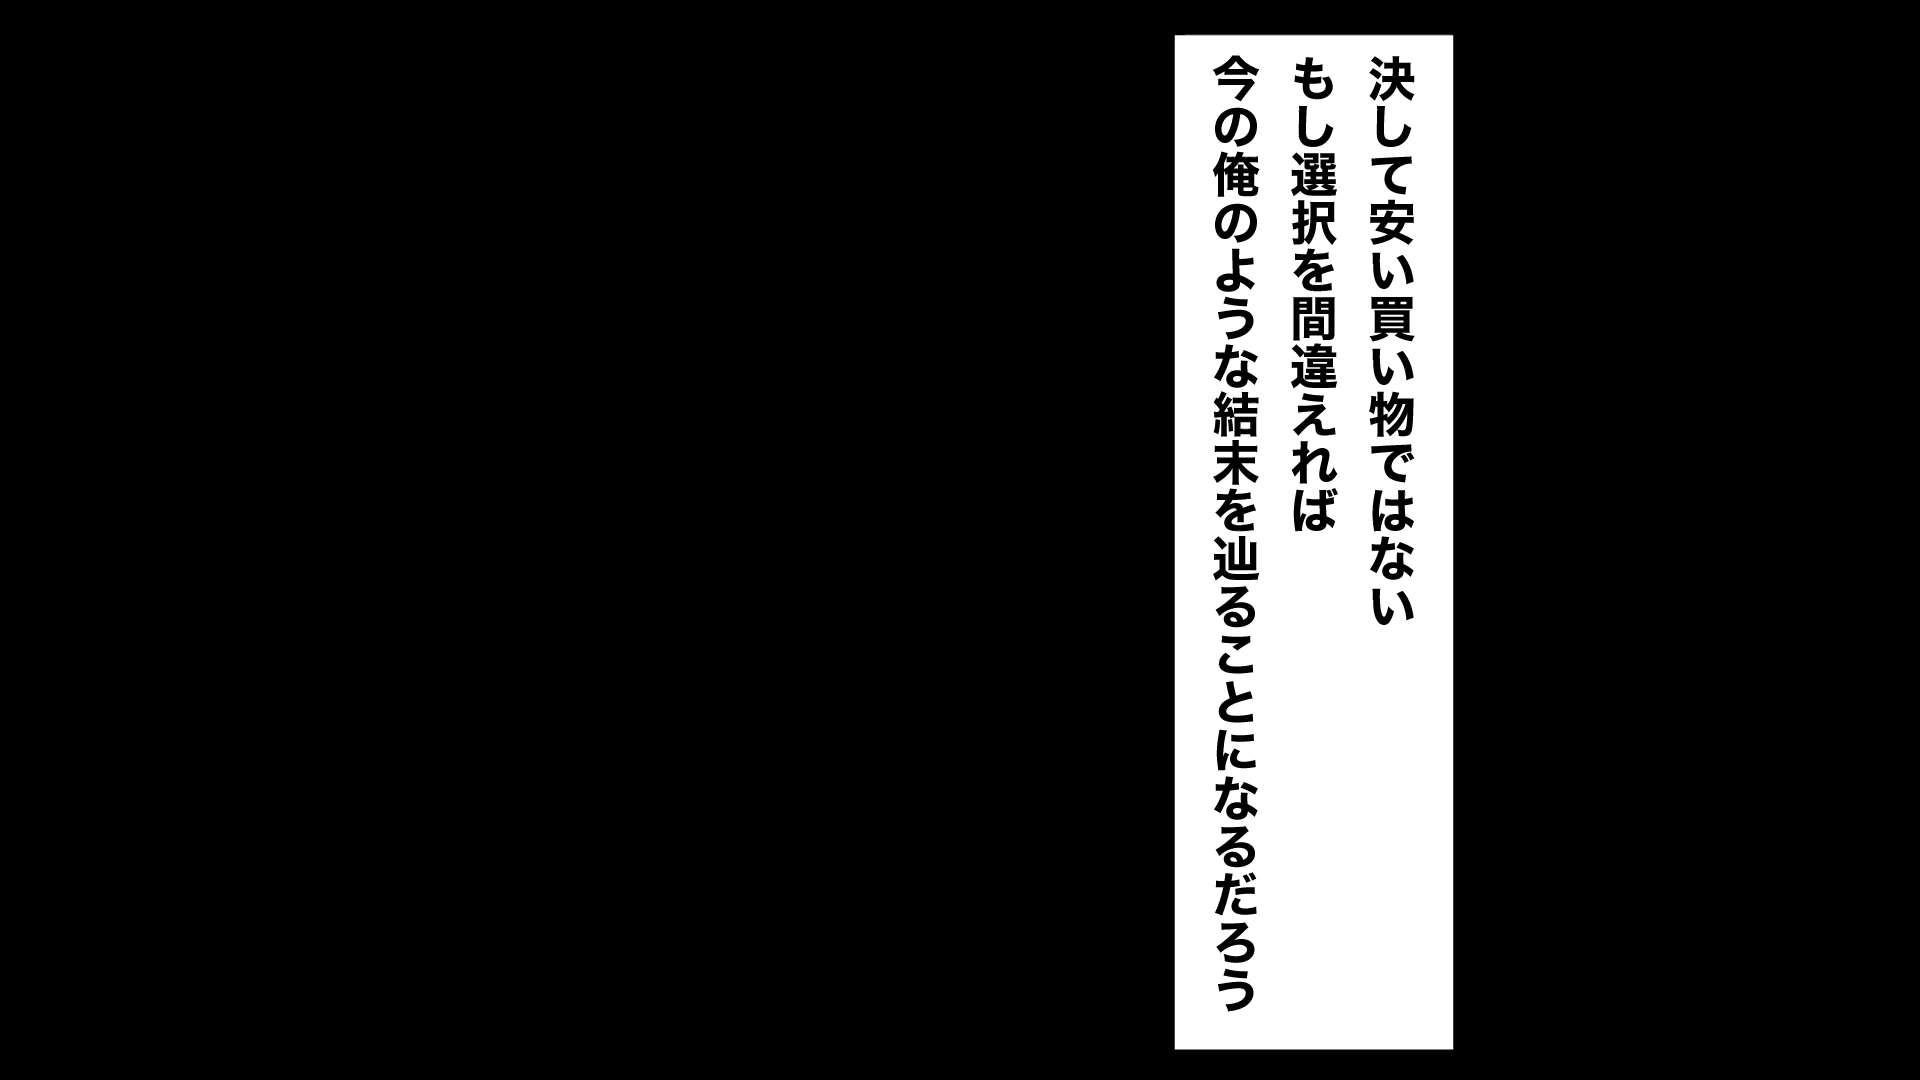 決して安い買い物ではない
もし選択を間違えれば
今の俺のような結末を辿ることになるだろう